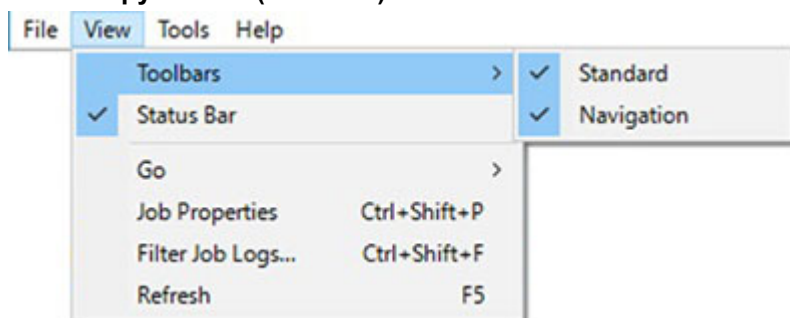 File View Tools Help
Toolbars > Standard
Status Bar Navigation
Go >
Job Properties Ctrl+Shift+P
Filter Job Logs... Ctrl+Shift+F
Refresh F5